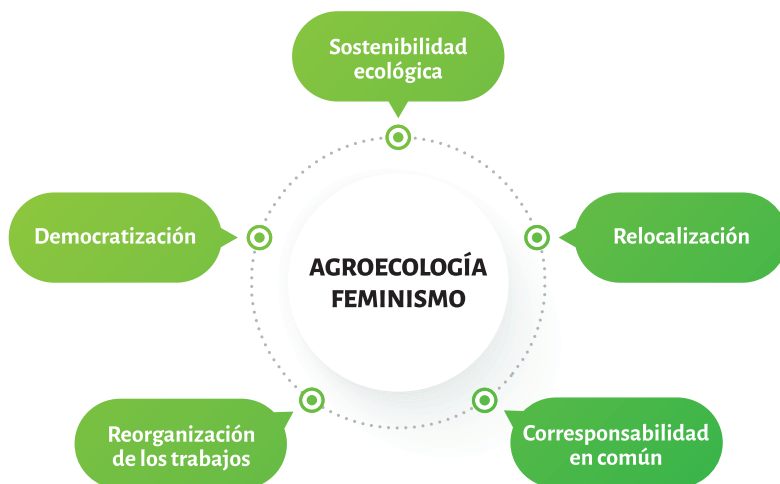 Sostenibilidad
ecológica
Democratización
Relocalización
AGROECOLOGÍA
FEMINISMO
Reorganización
de los trabajos
Corresponsabilidad
en común